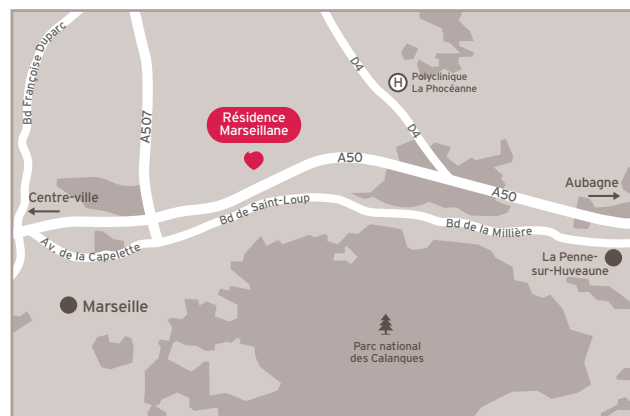 Bd Françoise Duparc
A507
D4
H
Polyclinique
La Phocéanne
Résidence
Marseillane
D4
A50
A50
Aubagne
Centre-ville
Bd de Saint-Loup
Bd de la Millière
Av. de la Capelette
La Penne-
sur-Huveaune
Marseille
Parc national
des Calanques